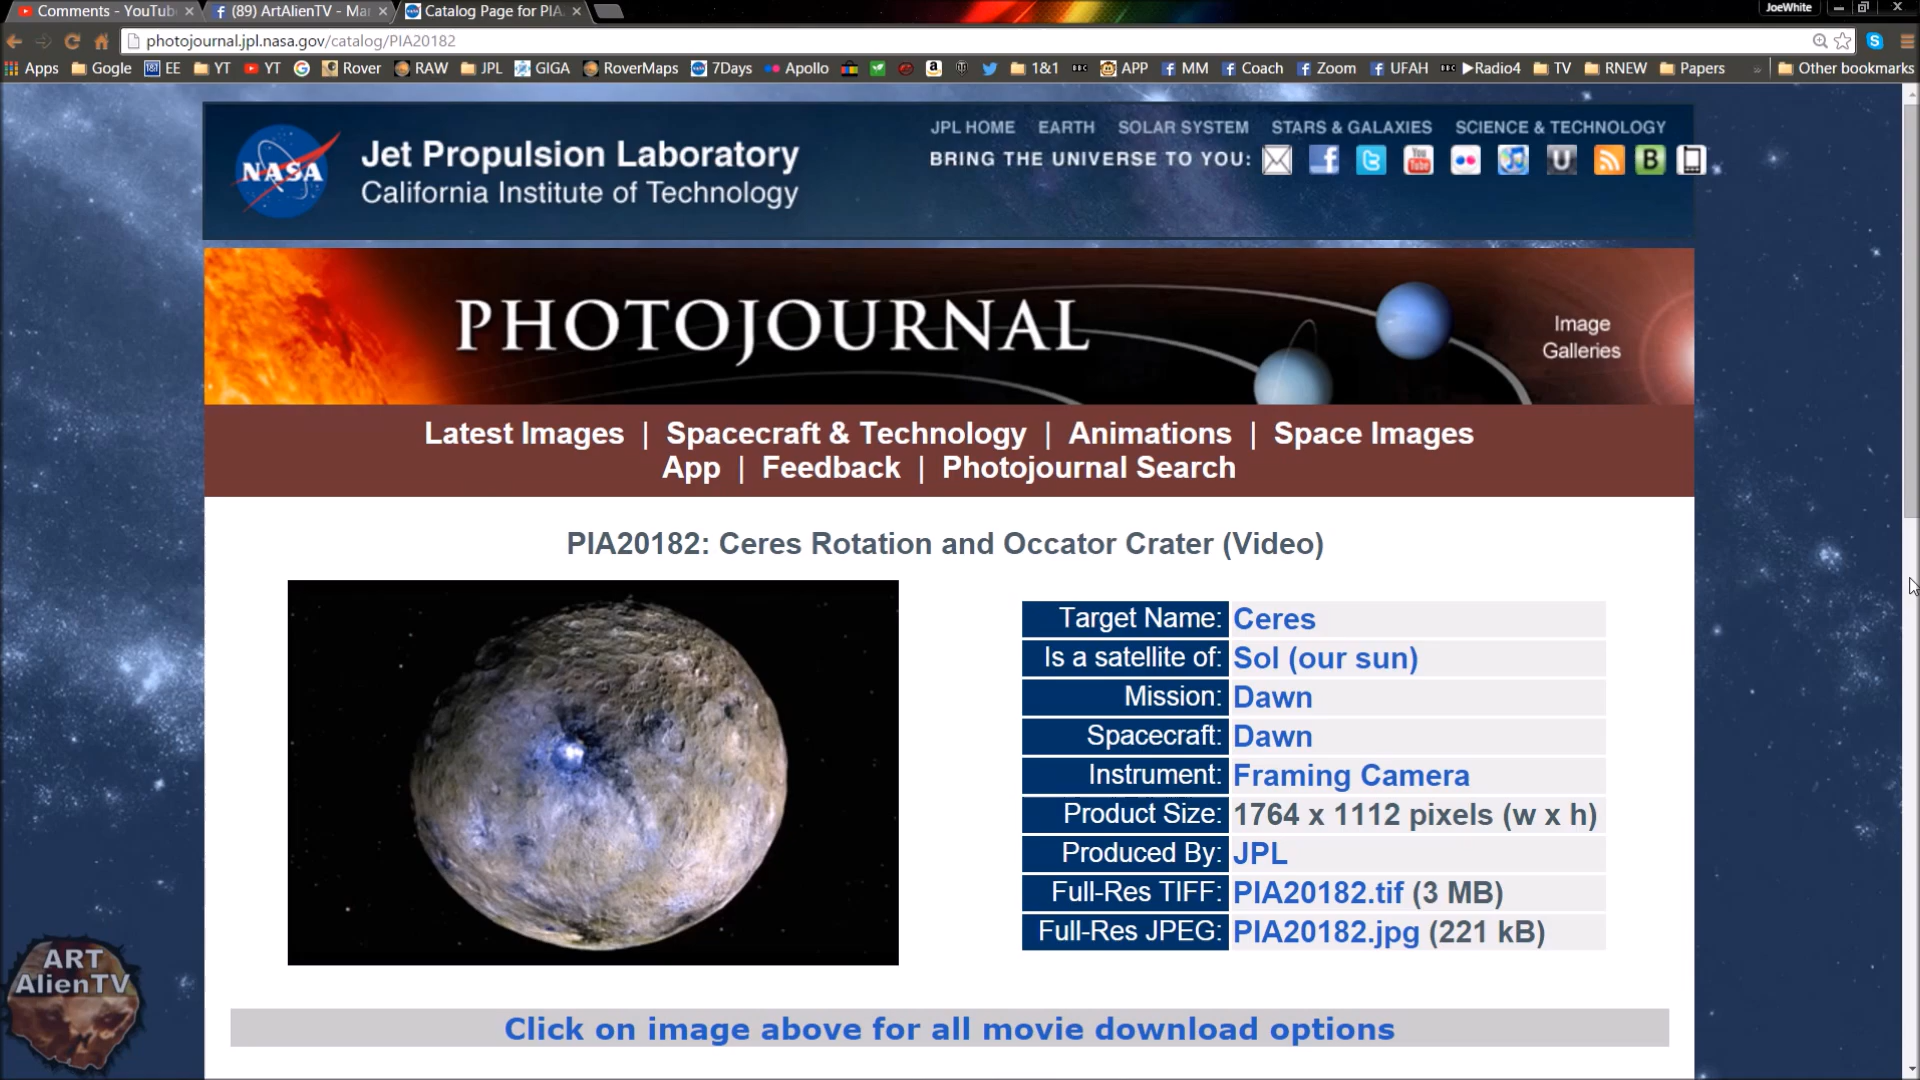 Comments - YouTub
(89) ArtAlienTV - Mar
Catalog Page for PIA
JoeWhite
photojournal.jpl.nasa.gov/catalog/PIA20182
Apps Gogle EE YT YT Rover RAW JPL GIGA RoverMaps 7Days Apollo 1&1 BBC APP MM Coach Zoom UFAH BBC ▶Radio4 TV RNEW Papers » Other bookmarks
NASA
Jet Propulsion Laboratory
California Institute of Technology
JPL HOME EARTH SOLAR SYSTEM STARS & GALAXIES SCIENCE & TECHNOLOGY
BRING THE UNIVERSE TO YOU:
PHOTOJOURNAL
Image
Galleries
Latest Images | Spacecraft & Technology | Animations | Space Images
App | Feedback | Photojournal Search
PIA20182: Ceres Rotation and Occator Crater (Video)
Target Name: Ceres
Is a satellite of: Sol (our sun)
Mission: Dawn
Spacecraft: Dawn
Instrument: Framing Camera
Product Size: 1764 x 1112 pixels (w x h)
Produced By: JPL
Full-Res TIFF: PIA20182.tif (3 MB)
Full-Res JPEG: PIA20182.jpg (221 kB)
Click on image above for all movie download options
ART
AlienTV